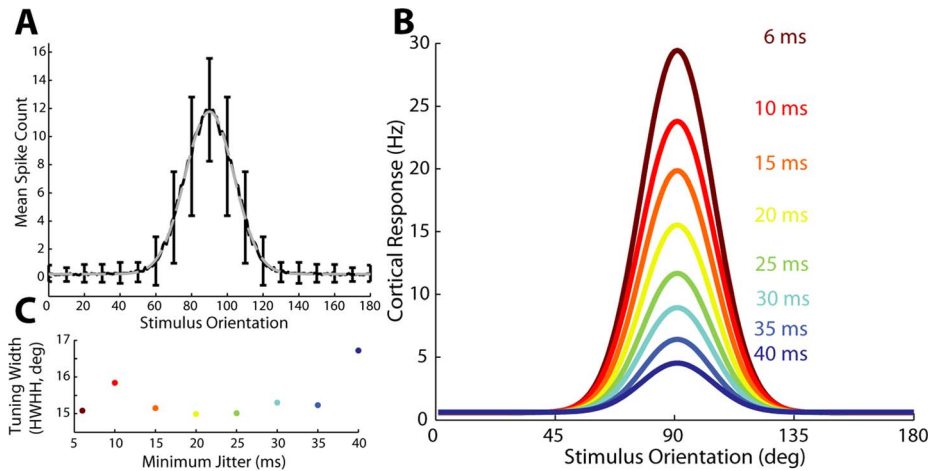 A
16
14
12
10
8
6
4
2
0
Mean Spike Count
0 20 40 60 80 100 120 140 160 180
Stimulus Orientation
C
17
16
15
Tuning Width
(HWHH, deg)
5 10 15 20 25 30 35 40
Minimum Jitter (ms)
B
30
25
20
15
10
5
0
Cortical Response (Hz)
6 ms
10 ms
15 ms
20 ms
25 ms
30 ms
35 ms
40 ms
0 45 90 135 180
Stimulus Orientation (deg)